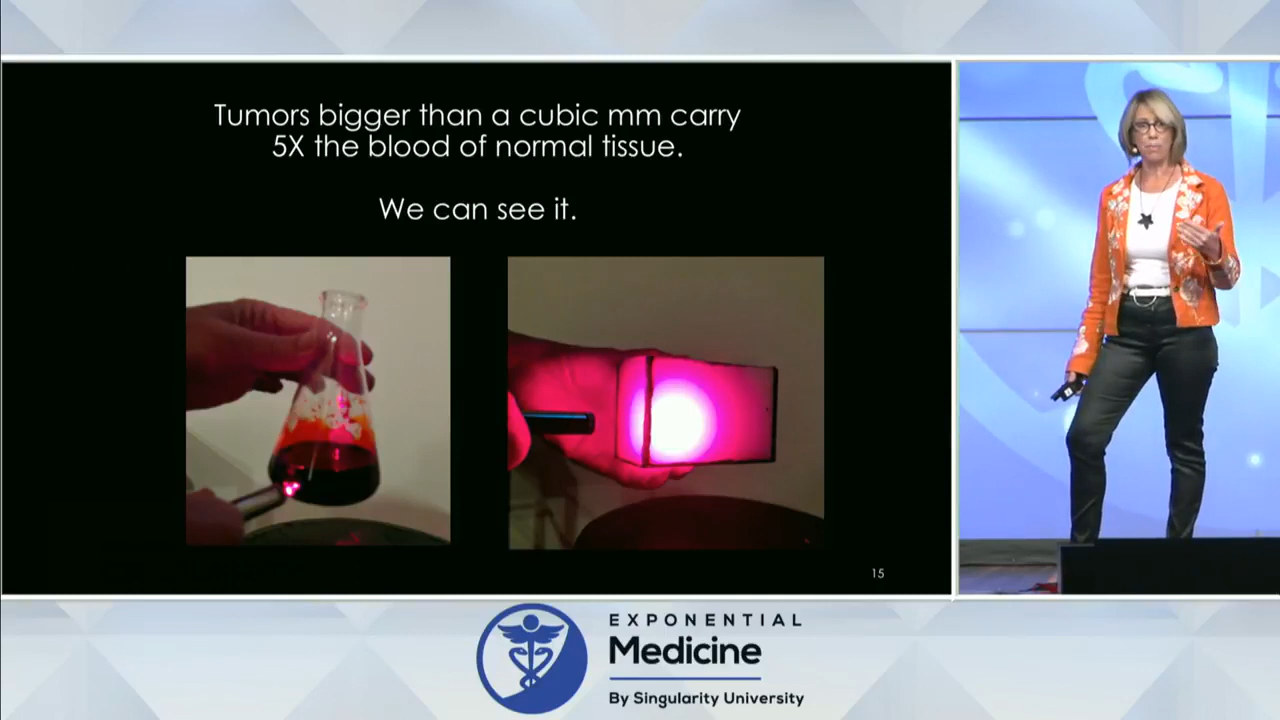 Tumors bigger than a cubic mm carry
5X the blood of normal tissue.
We can see it.
15
EXPONENTIAL
Medicine
By Singularity University